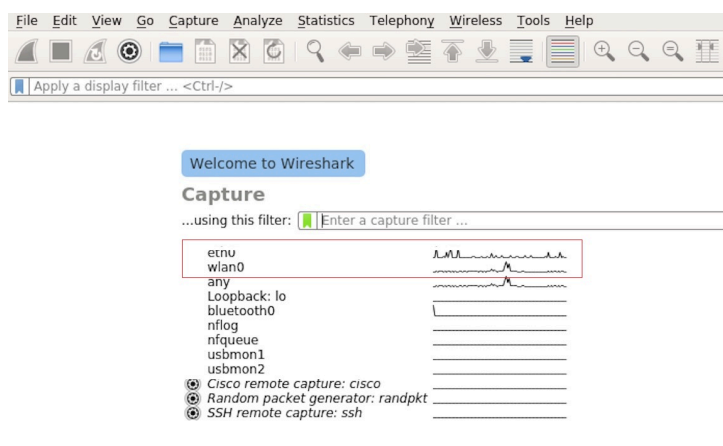 File Edit View Go Capture Analyze Statistics Telephony Wireless Tools Help
Apply a display filter ... <Ctrl-/>
Welcome to Wireshark
Capture
...using this filter: Enter a capture filter ...
eth0
wlan0
any
Loopback: lo
bluetooth0
nflog
nfqueue
usbmon1
usbmon2
Cisco remote capture: cisco
Random packet generator: randpkt
SSH remote capture: ssh